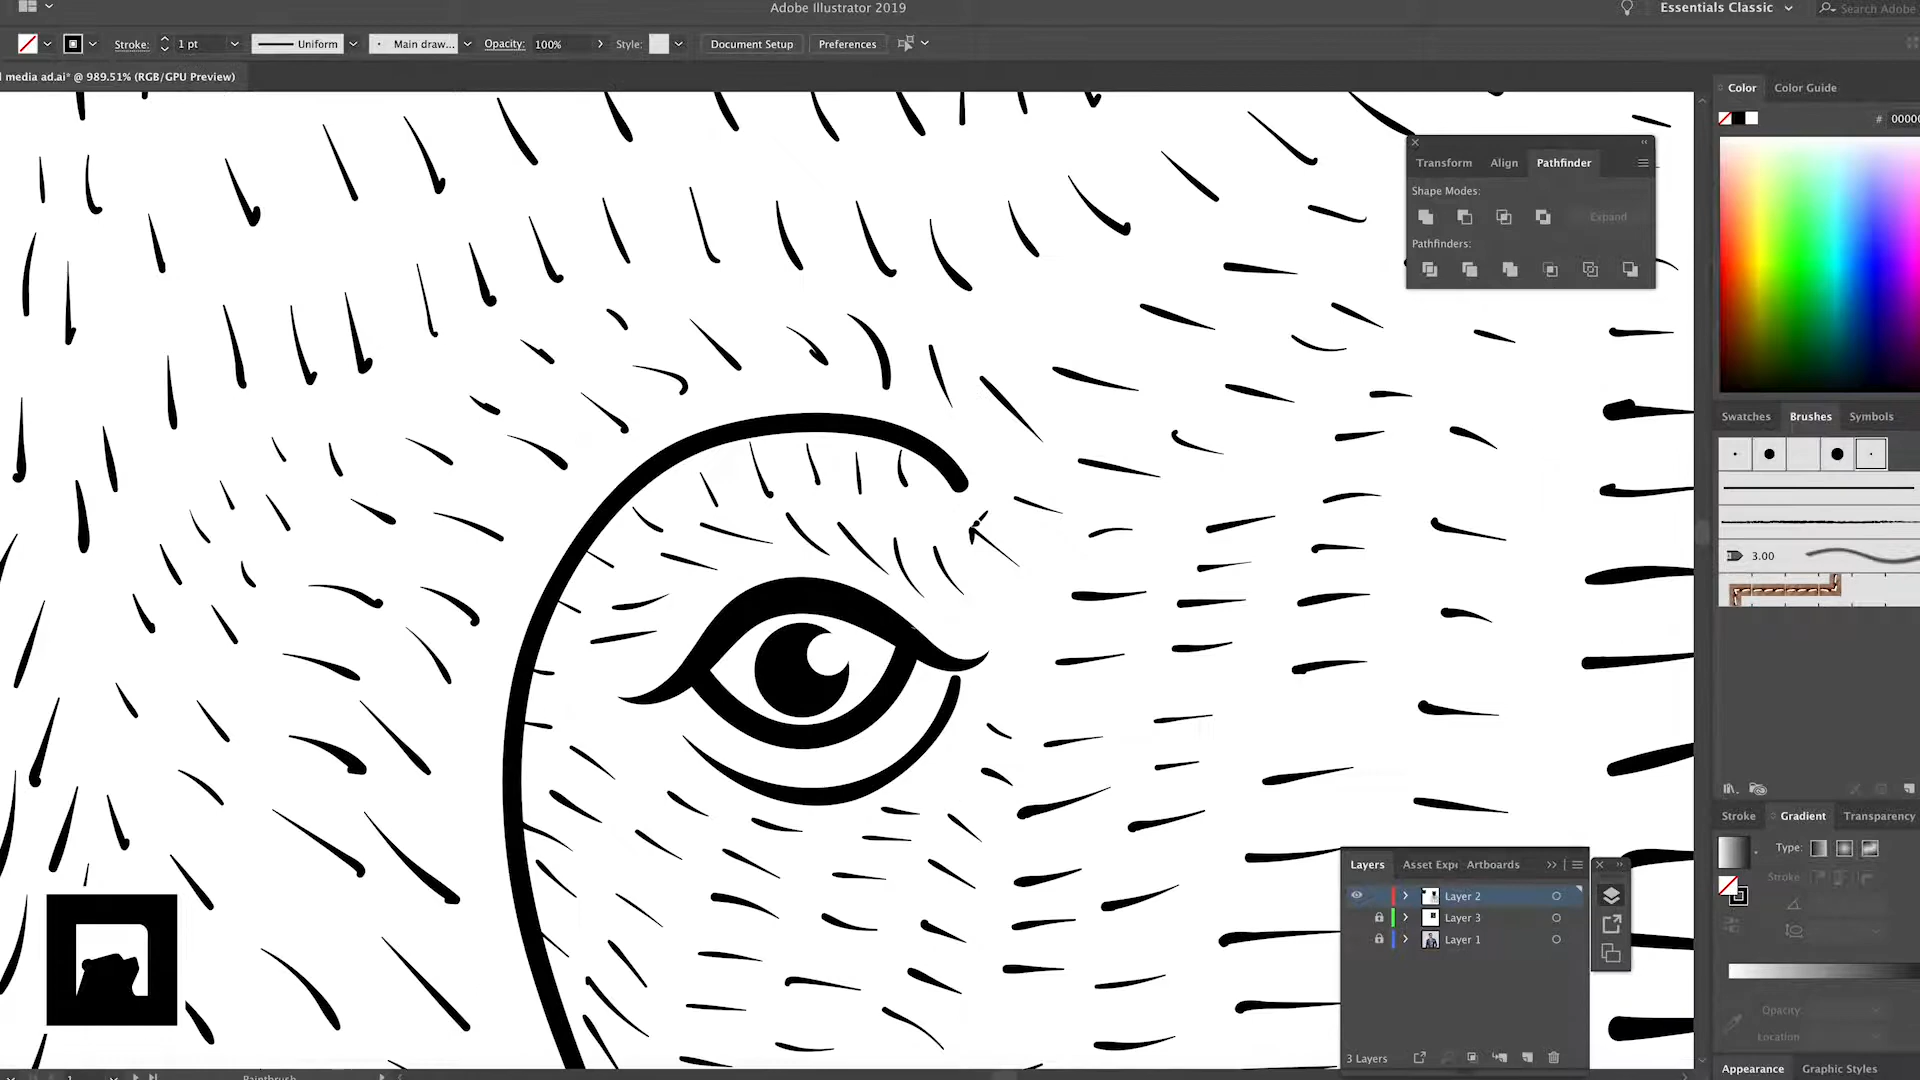 Adobe Illustrator 2019
Essentials Classic
Search Adobe
Stroke: 1 pt Uniform Main draw... Opacity: 100% Style: Document Setup Preferences
l media ad.ai* @ 989.51% (RGB/GPU Preview)
Color Color Guide
# 00000
Transform Align Pathfinder
Shape Modes:
Expand
Pathfinders:
Swatches Brushes Symbols
3.00
Stroke Gradient Transparency
Type:
Stroke:
Layers Asset Expo Artboards
Layer 2
Layer 3
Layer 1
Opacity:
Location:
3 Layers
Appearance Graphic Styles
1 Paintbrush